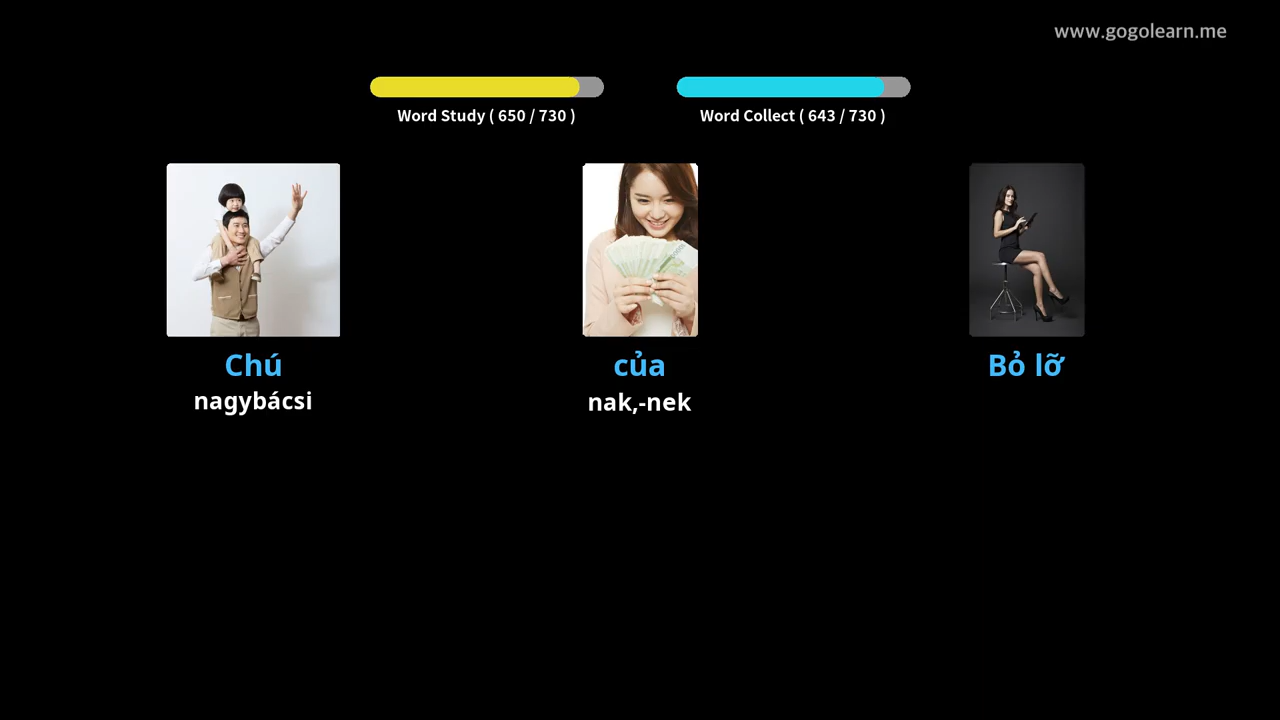 www.gogolearn.me
Word Study ( 650 / 730 )
Word Collect ( 643 / 730 )
Chú
của
Bỏ lỡ
nagybácsi
nak,-nek